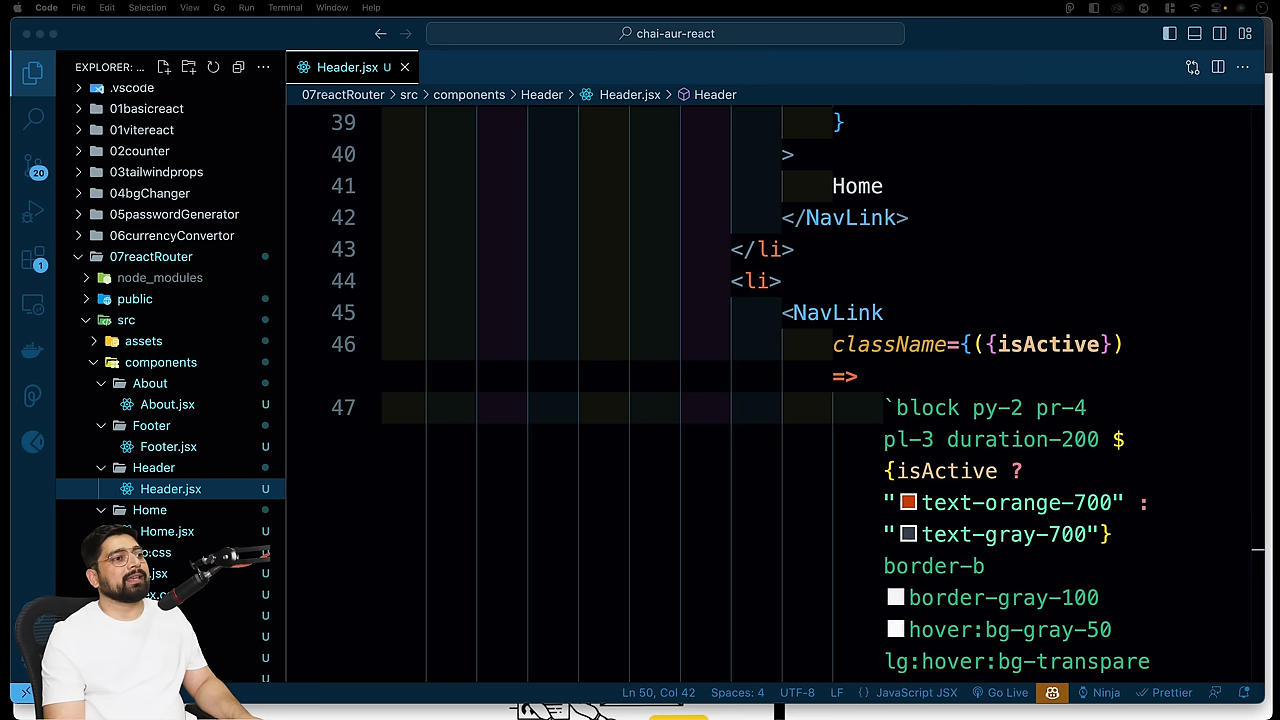 Code File Edit Selection View Go Run Terminal Window Help
chai-aur-react
EXPLORER: ...
Header.jsx U
07reactRouter > src > components > Header > Header.jsx > Header
.vscode
01basicreact
01vitereact
02counter
03tailwindprops
04bgChanger
05passwordGenerator
06currencyConvertor
07reactRouter
node_modules
public
src
assets
components
About
About.jsx U
Footer
Footer.jsx U
Header
Header.jsx U
Home
Home.jsx U
U
U
U
U
U
U
20
1
39 }
40 >
41 Home
42 </NavLink>
43 </li>
44 <li>
45 <NavLink
46 className={({isActive})
=>
47 `block py-2 pr-4
pl-3 duration-200 $
{isActive ?
"text-orange-700" :
"text-gray-700"}
border-b
border-gray-100
hover:bg-gray-50
lg:hover:bg-transpare
Ln 50, Col 42 Spaces: 4 UTF-8 LF {} JavaScript JSX Go Live Ninja Prettier